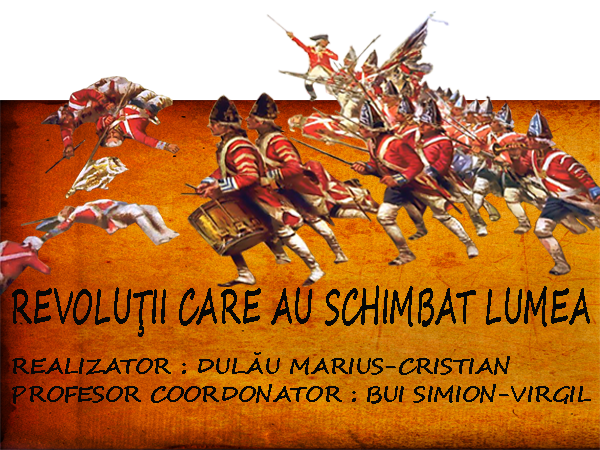 REVOLUŢII CARE AU SCHIMBAT LUMEA
REALIZATOR : DULĂU MARIUS-CRISTIAN
PROFESOR COORDONATOR : BUI SIMION-VIRGIL